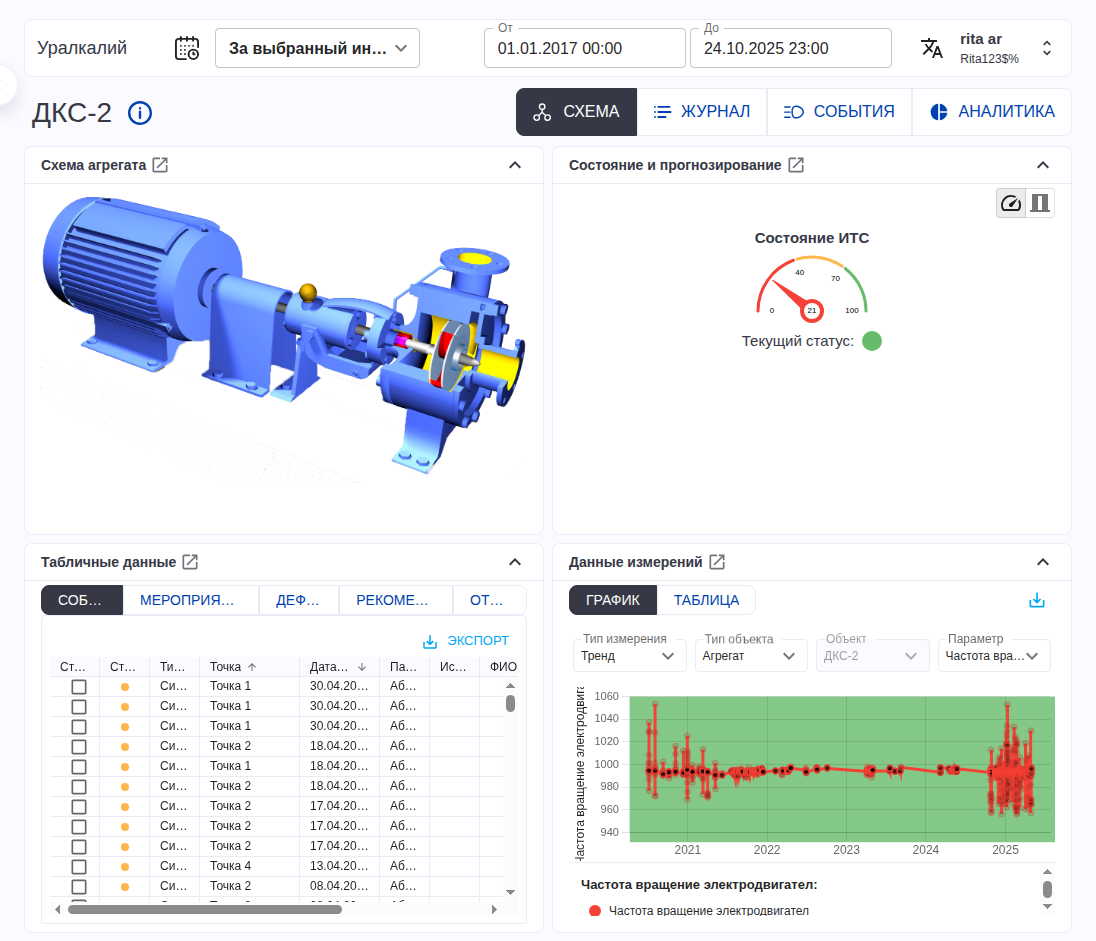 Уралкалий
За выбранный ин…
От
01.01.2017 00:00
До
24.10.2025 23:00
rita ar
Rita123$%
ДКС-2
СХЕМА
ЖУРНАЛ
СОБЫТИЯ
АНАЛИТИКА
Схема агрегата
Состояние и прогнозирование
Состояние ИТС
40
70
0
21
100
Текущий статус:
Табличные данные
СОБ…
МЕРОПРИЯ…
ДЕФ…
РЕКОМЕ…
ОТ…
ЭКСПОРТ
Ст… Ст… Ти… Точка Дата… Па… Ис… ФИО
Си… Точка 1 30.04.20… Аб…
Си… Точка 1 30.04.20… Аб…
Си… Точка 1 30.04.20… Аб…
Си… Точка 2 18.04.20… Аб…
Си… Точка 1 18.04.20… Аб…
Си… Точка 2 18.04.20… Аб…
Си… Точка 2 17.04.20… Аб…
Си… Точка 2 17.04.20… Аб…
Си… Точка 2 17.04.20… Аб…
Си… Точка 4 13.04.20… Аб…
Си… Точка 2 08.04.20… Аб…
Данные измерений
ГРАФИК
ТАБЛИЦА
Тип измерения
Тренд
Тип объекта
Агрегат
Объект
ДКС-2
Параметр
Частота вра…
Частота вращение электродвига
1060
1040
1020
1000
980
960
940
2021 2022 2023 2024 2025
Частота вращение электродвигател:
Частота вращение электродвигател